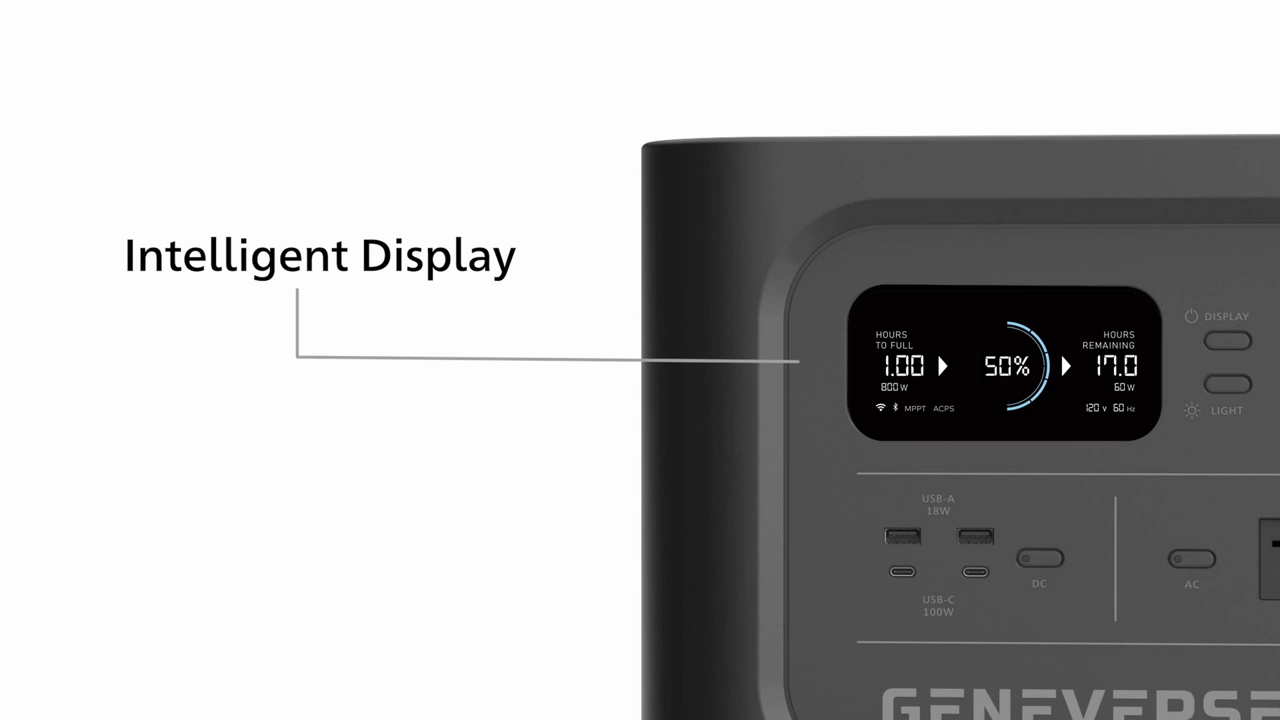 Intelligent Display
HOURS
TO FULL
1.00
800 W
MPPT ACPS
50%
HOURS
REMAINING
17.0
60 W
120 V 60 Hz
DISPLAY
LIGHT
USB-A
18W
DC
USB-C
100W
AC
GENEVERSE